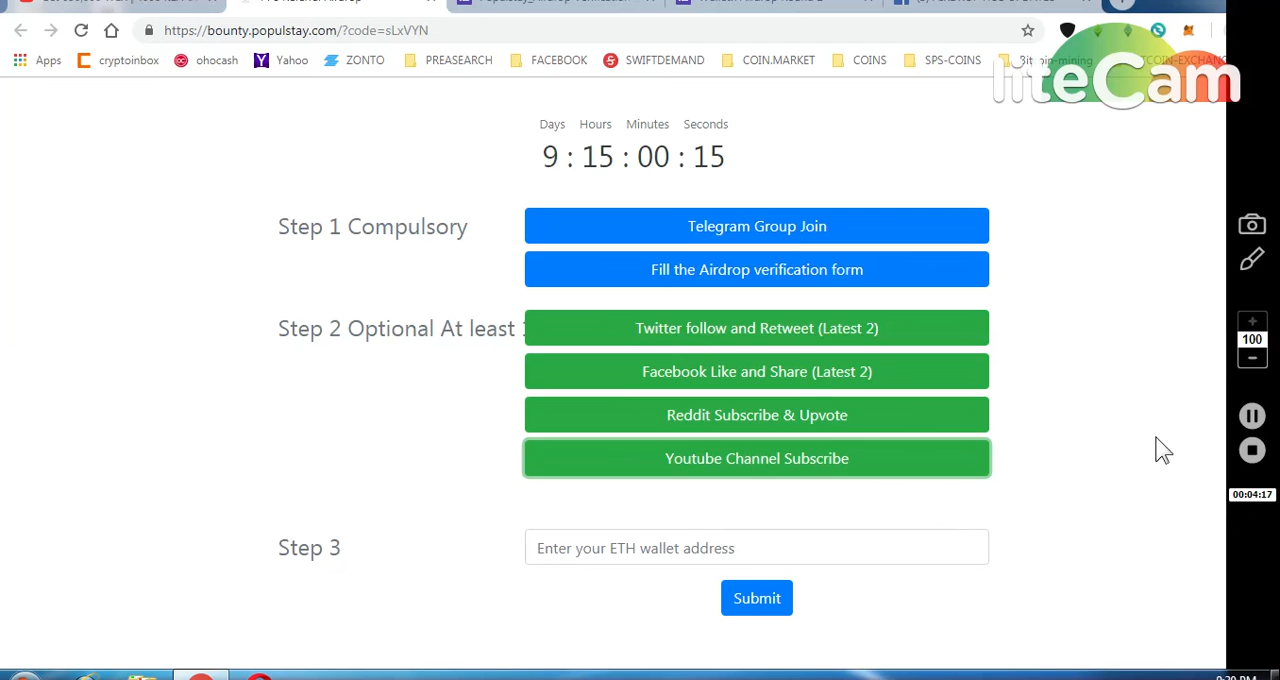 https://bounty.populstay.com/?code=sLxVYN
Apps cryptoinbox ohocash Yahoo ZONTO PREASEARCH FACEBOOK SWIFTDEMAND COIN.MARKET COINS SPS-COINS
liteCam
Days Hours Minutes Seconds
9 : 15 : 00 : 15
Step 1 Compulsory
Telegram Group Join
Fill the Airdrop verification form
Step 2 Optional At least
Twitter follow and Retweet (Latest 2)
Facebook Like and Share (Latest 2)
Reddit Subscribe & Upvote
Youtube Channel Subscribe
Step 3
Enter your ETH wallet address
Submit
100
00:04:17